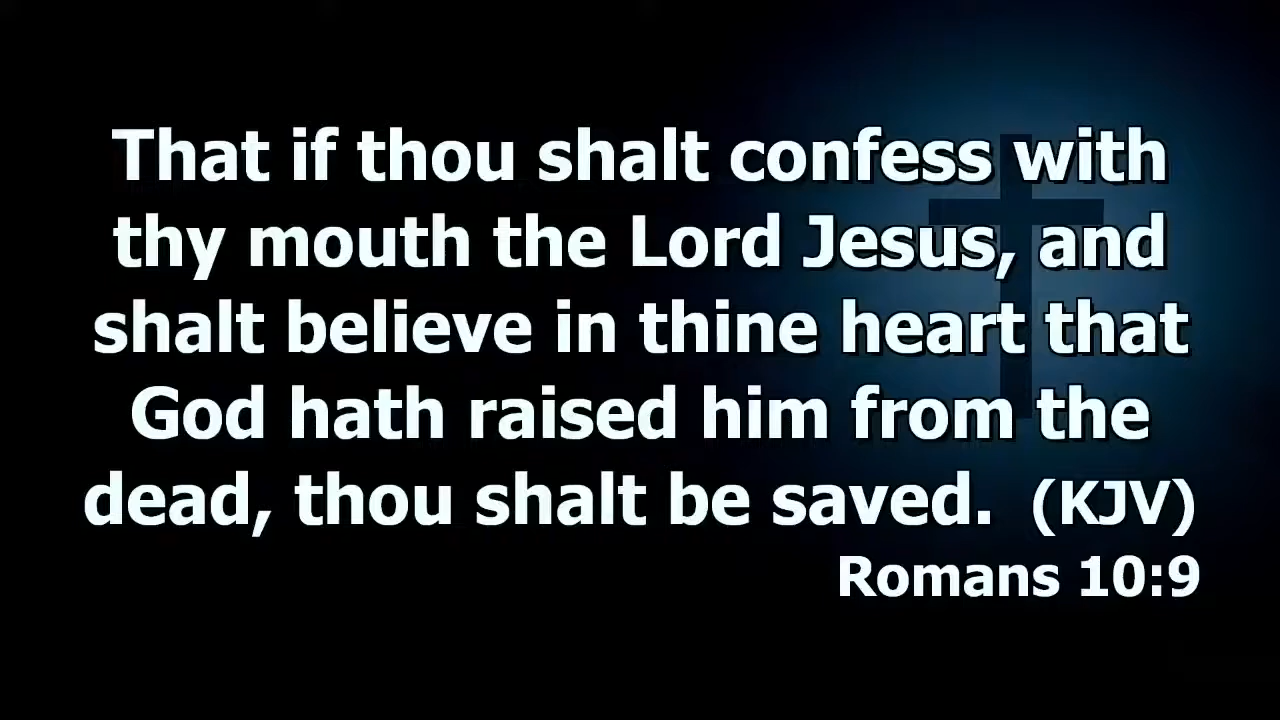 That if thou shalt confess with
thy mouth the Lord Jesus, and
shalt believe in thine heart that
God hath raised him from the
dead, thou shalt be saved. (KJV)
Romans 10:9